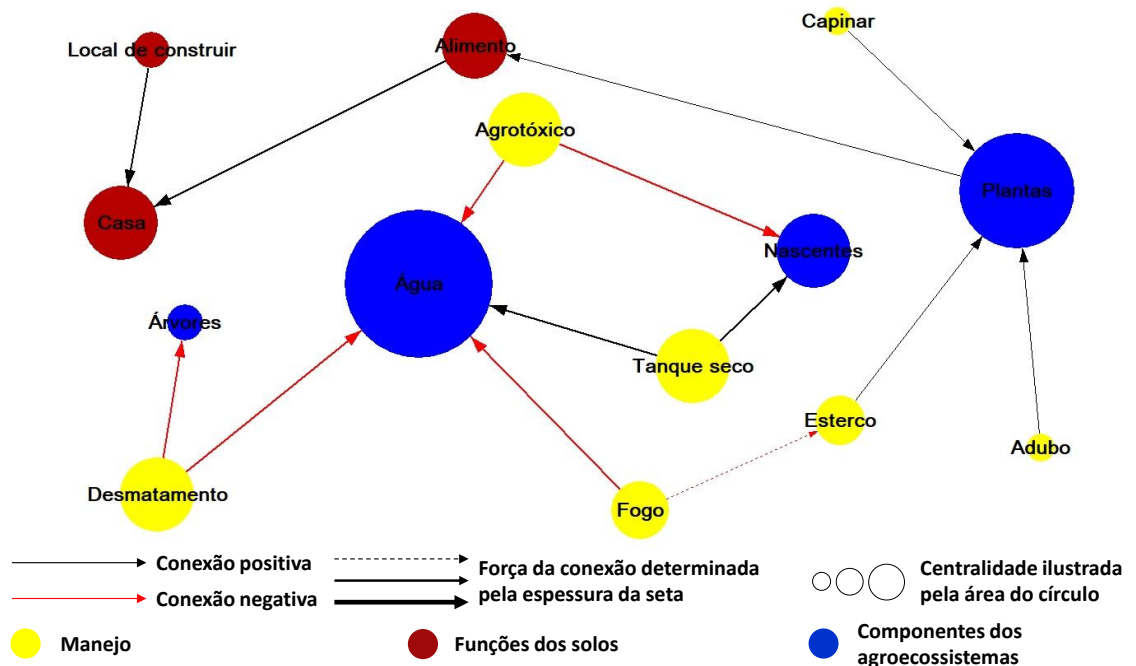 Capinar
Local de construir
Alimento
Agrotóxico
Plantas
Casa
Nascentes
Água
Árvores
Tanque seco
Esterco
Adubo
Desmatamento
Fogo
Conexão positiva
Conexão negativa
Força da conexão determinada
pela espessura da seta
Centralidade ilustrada
pela área do círculo
Manejo
Funções dos solos
Componentes dos
agroecossistemas